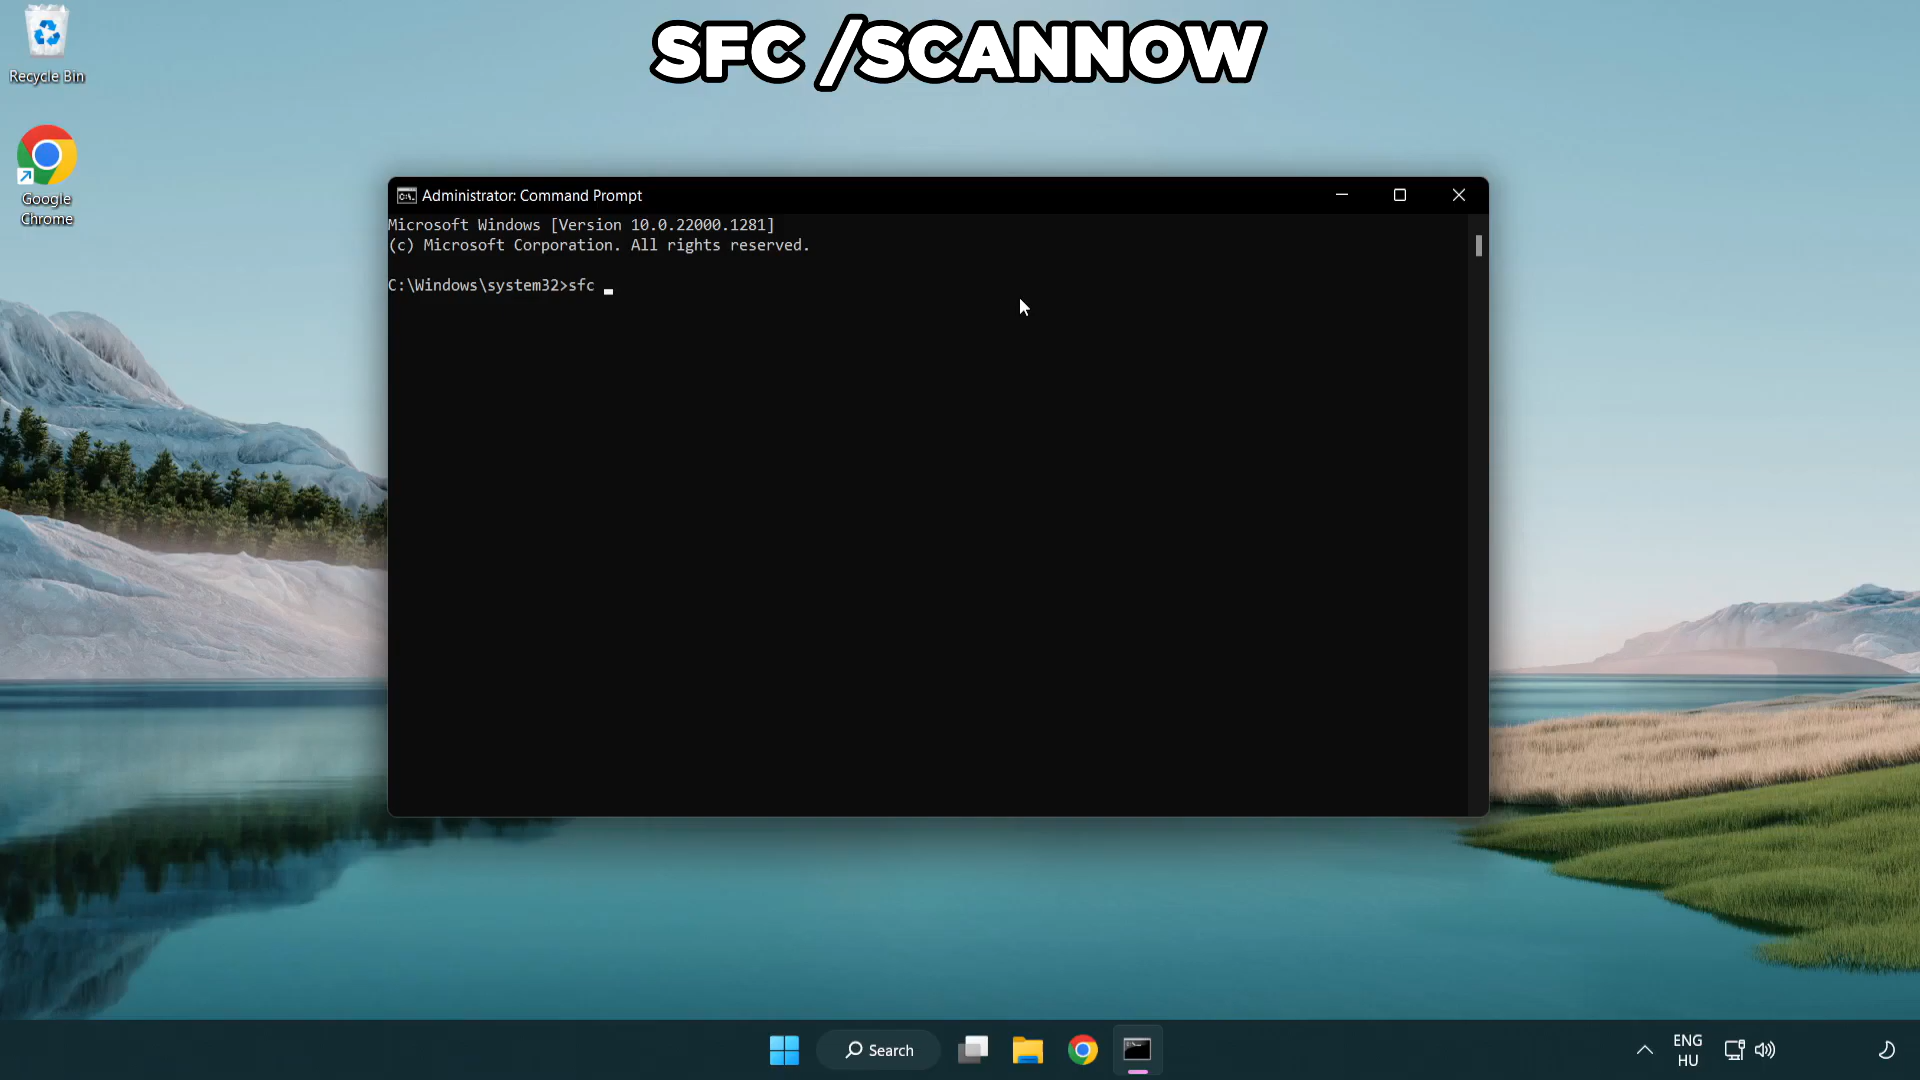 SFC /SCANNOW
Recycle Bin
Google
Chrome
Administrator: Command Prompt
Microsoft Windows [Version 10.0.22000.1281]
(c) Microsoft Corporation. All rights reserved.
C:\Windows\system32>sfc
Search
ENG
HU